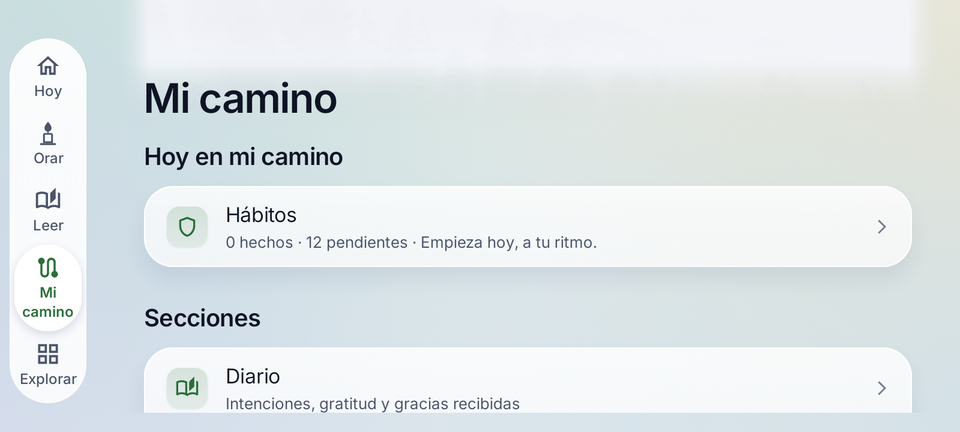 Hoy
Orar
Leer
Mi
camino
Explorar
Mi camino
Hoy en mi camino
Hábitos
0 hechos · 12 pendientes · Empieza hoy, a tu ritmo.
Secciones
Diario
Intenciones, gratitud y gracias recibidas